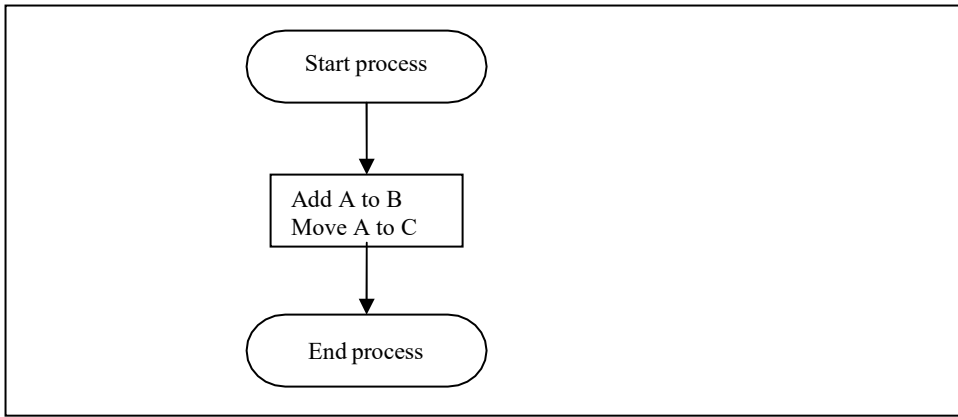 Start process
Add A to B
Move A to C
End process